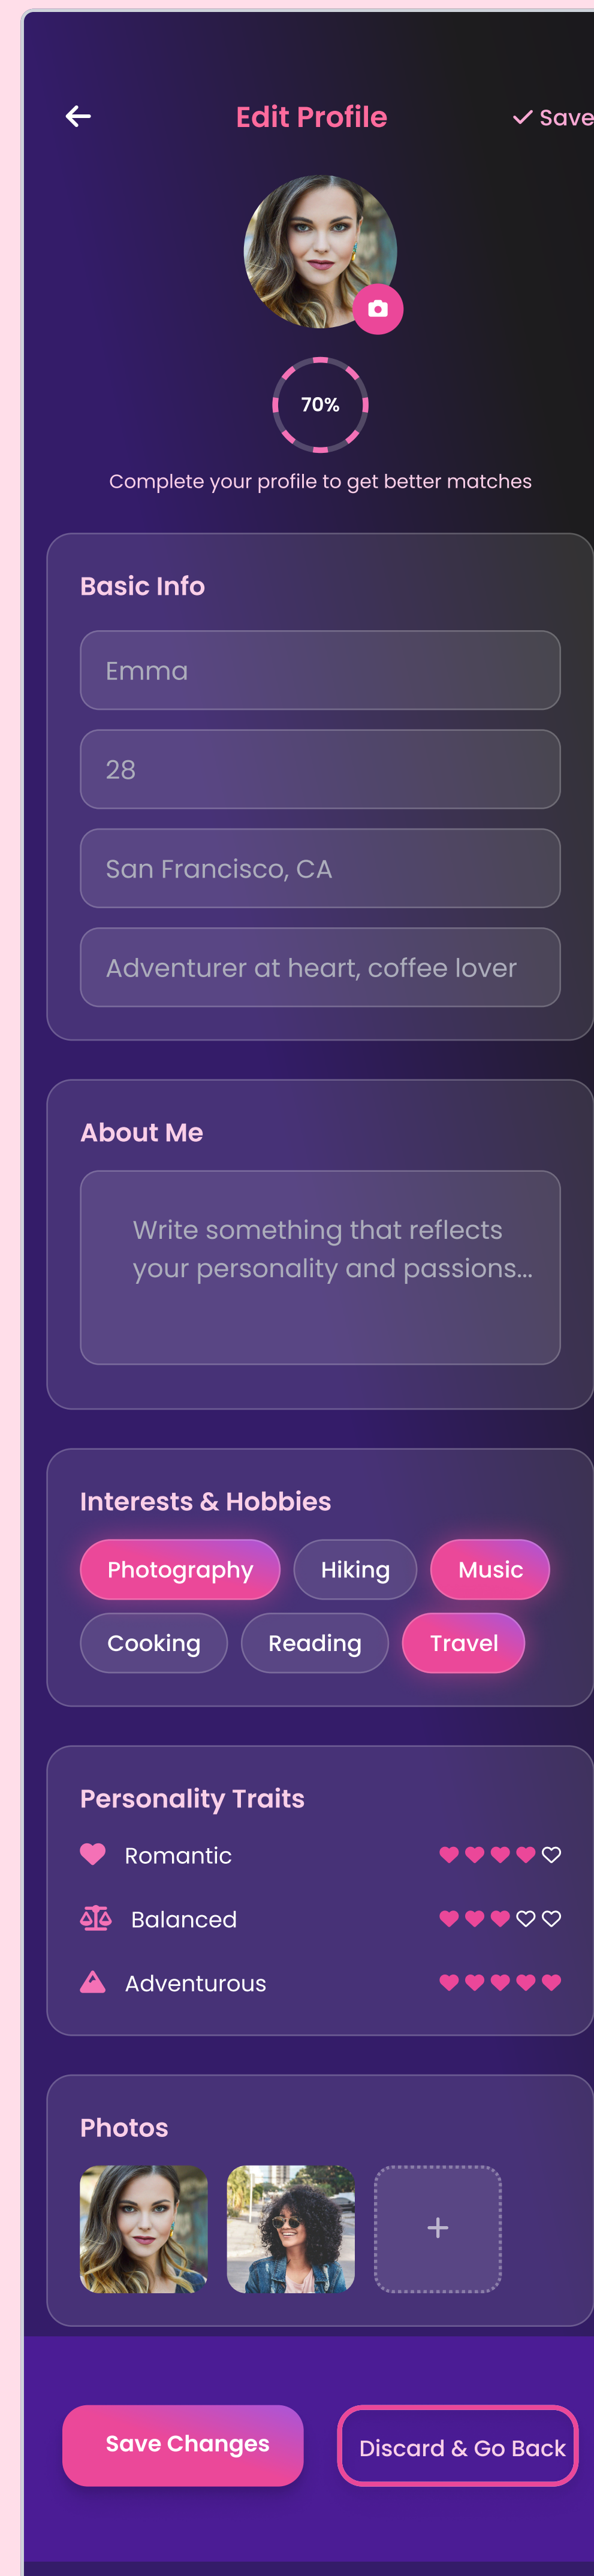 Edit Profile
Save
70%
Complete your profile to get better matches
Basic Info
Emma
28
San Francisco, CA
Adventurer at heart, coffee lover
About Me
Write something that reflects
your personality and passions...
Interests & Hobbies
Photography Hiking Music
Cooking Reading Travel
Personality Traits
Romantic
Balanced
Adventurous
Photos
Save Changes Discard & Go Back